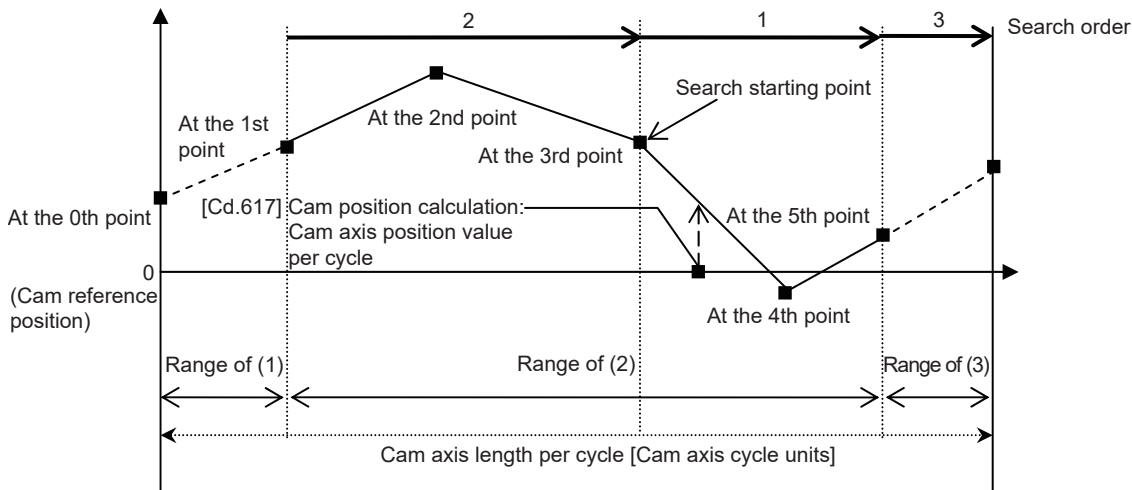 2
1
3
Search order
Search starting point
At the 1st
point
At the 2nd point
At the 3rd point
At the 0th point
[Cd.617] Cam position calculation:
Cam axis position value
per cycle
At the 5th point
0
(Cam reference
position)
At the 4th point
Range of (1)
Range of (2)
Range of (3)
Cam axis length per cycle [Cam axis cycle units]